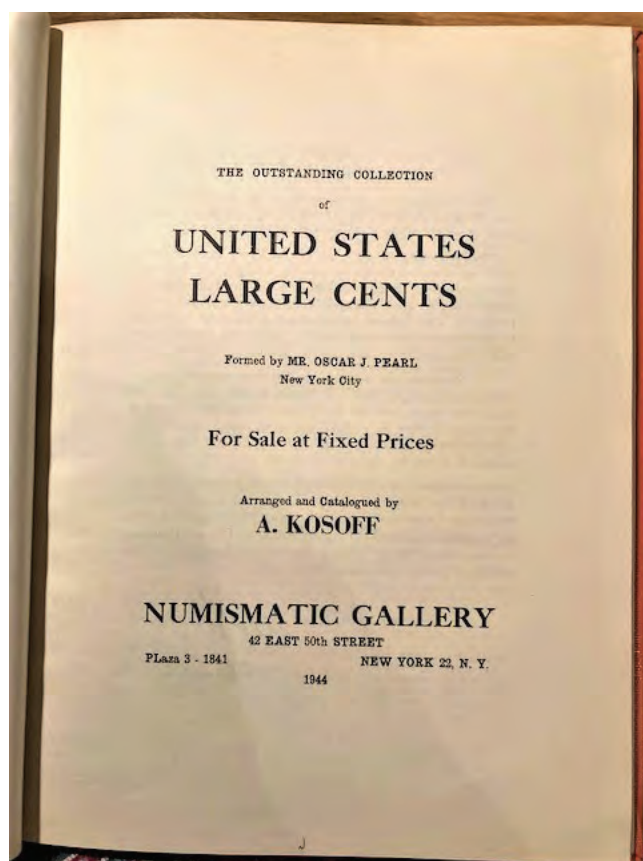 THE OUTSTANDING COLLECTION
of
UNITED STATES
LARGE CENTS
Formed by MR. OSCAR J. PEARL
New York City
For Sale at Fixed Prices
Arranged and Catalogued by
A. KOSOFF
NUMISMATIC GALLERY
42 EAST 50th STREET
PLaza 3 - 1841 NEW YORK 22, N. Y.
1944